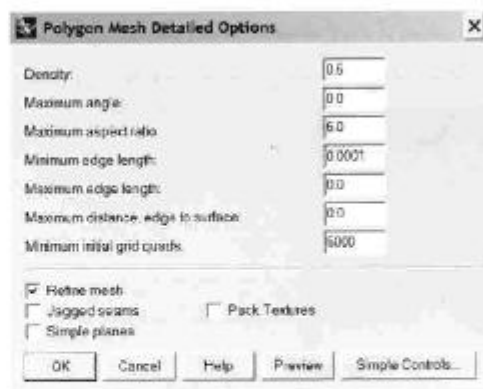 Polygon Mesh Detailed Options
Density: 0.6
Maximum angle: 0.0
Maximum aspect ratio: 6.0
Minimum edge length: 0.0001
Maximum edge length: 0.0
Maximum distance, edge to surface: 0.0
Minimum initial grid quads: 6000
Refine mesh
Jagged seams Pack Textures
Simple planes
OK Cancel Help Preview Simple Controls...